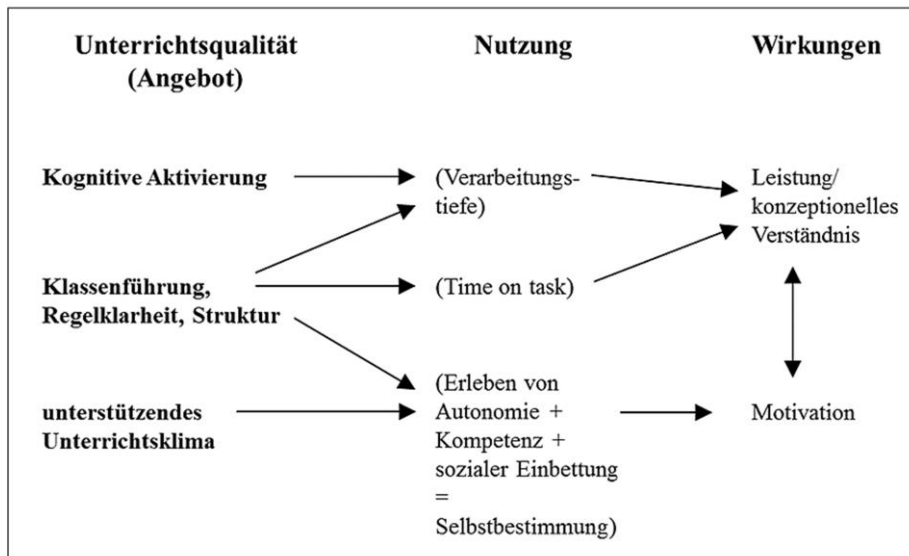 Unterrichtsqualität
(Angebot)
Nutzung
Wirkungen
Kognitive Aktivierung
(Verarbeitungs-
tiefe)
Leistung/
konzeptionelles
Verständnis
Klassenführung,
Regelklarheit, Struktur
(Time on task)
unterstützendes
Unterrichtsklima
(Erleben von
Autonomie +
Kompetenz +
sozialer Einbettung
=
Selbstbestimmung)
Motivation